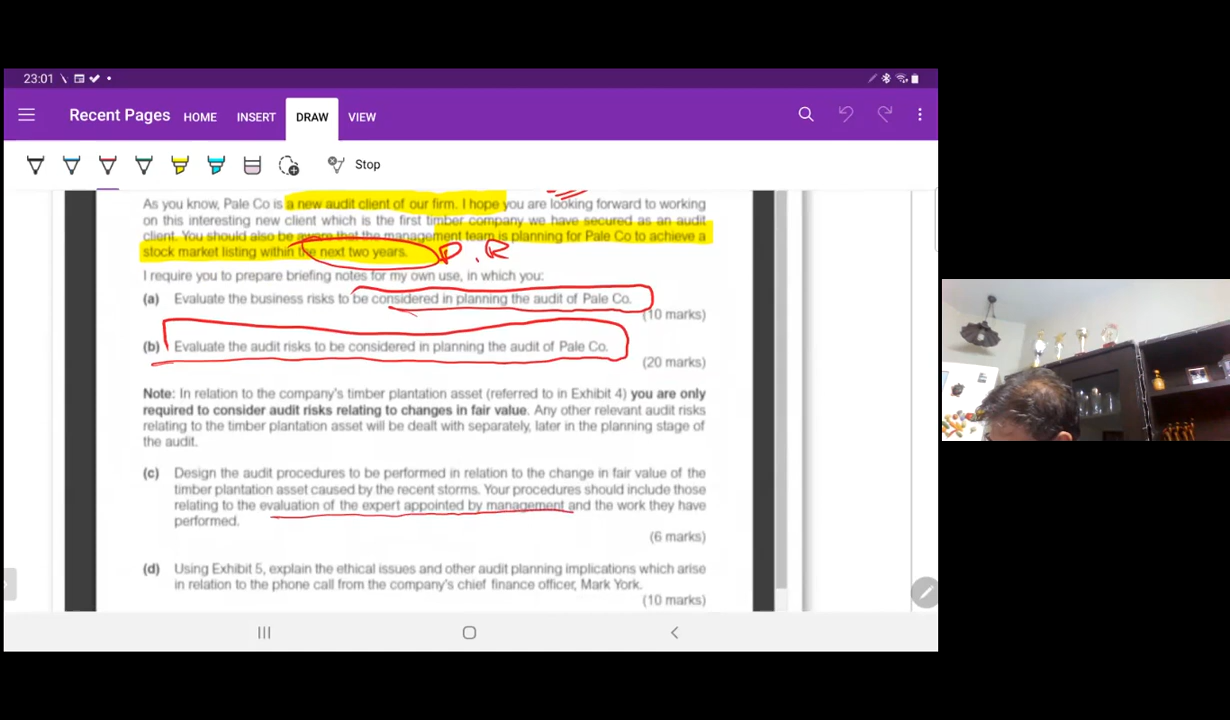 23:01
Recent Pages HOME INSERT DRAW VIEW
Stop
As you know, Pale Co is a new audit client of our firm. I hope you are looking forward to working
on this interesting new client which is the first timber company we have secured as an audit
client. You should also be aware that the management team is planning for Pale Co to achieve a
stock market listing within the next two years. D.R
I require you to prepare briefing notes for my own use, in which you:
(a) Evaluate the business risks to be considered in planning the audit of Pale Co.
(10 marks)
(b) Evaluate the audit risks to be considered in planning the audit of Pale Co.
(20 marks)
Note: In relation to the company's timber plantation asset (referred to in Exhibit 4) you are only
required to consider audit risks relating to changes in fair value. Any other relevant audit risks
relating to the timber plantation asset will be dealt with separately, later in the planning stage of
the audit.
(c) Design the audit procedures to be performed in relation to the change in fair value of the
timber plantation asset caused by the recent storms. Your procedures should include those
relating to the evaluation of the expert appointed by management and the work they have
performed.
(6 marks)
(d) Using Exhibit 5, explain the ethical issues and other audit planning implications which arise
in relation to the phone call from the company's chief finance officer, Mark York.
(10 marks)